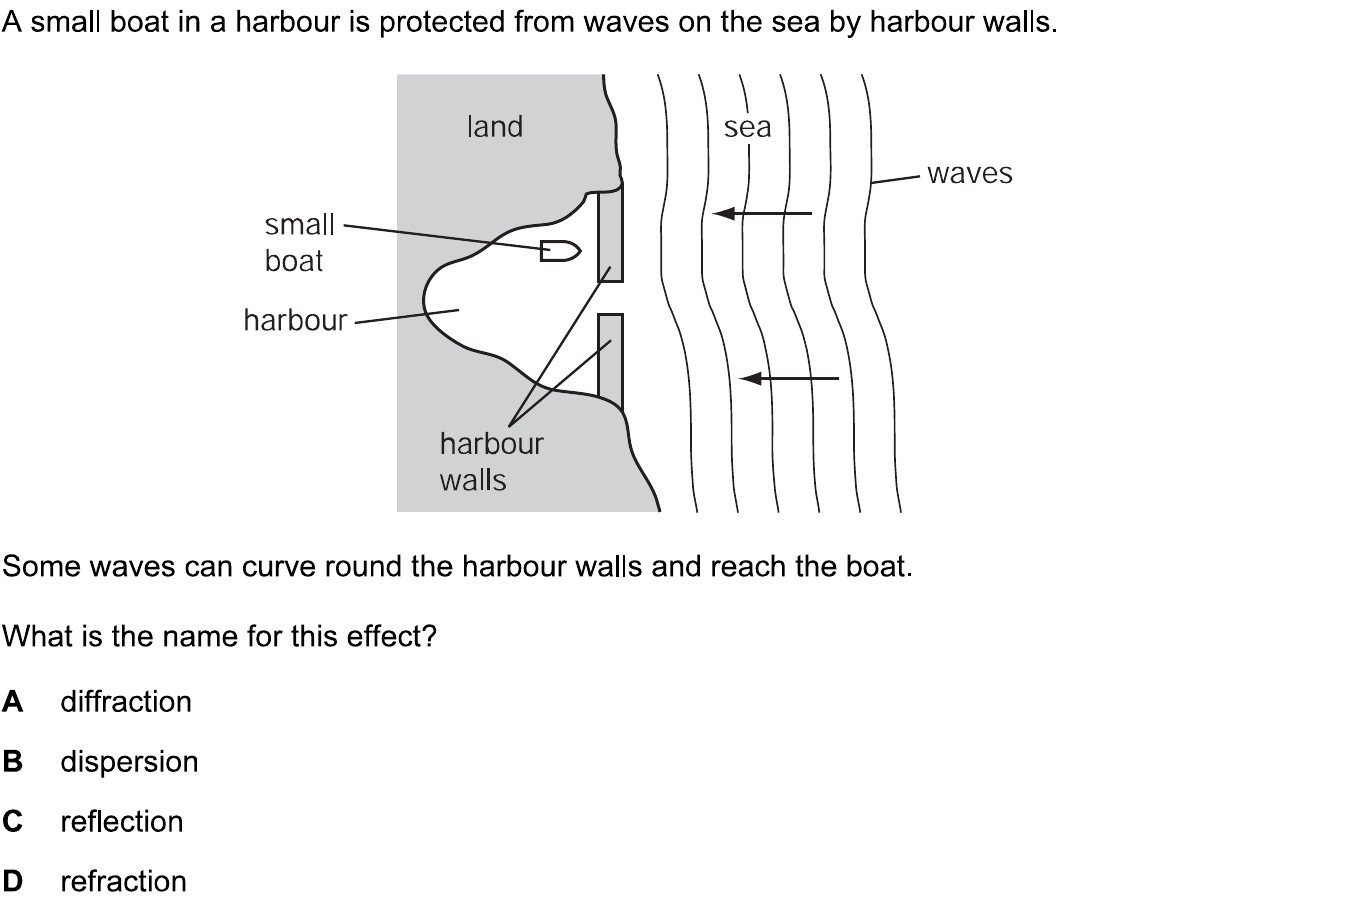 A small boat in a harbour is protected from waves on the sea by harbour walls.
land
sea
waves
small
boat
harbour
harbour
walls
Some waves can curve round the harbour walls and reach the boat.
What is the name for this effect?
A diffraction
B dispersion
C reflection
D refraction